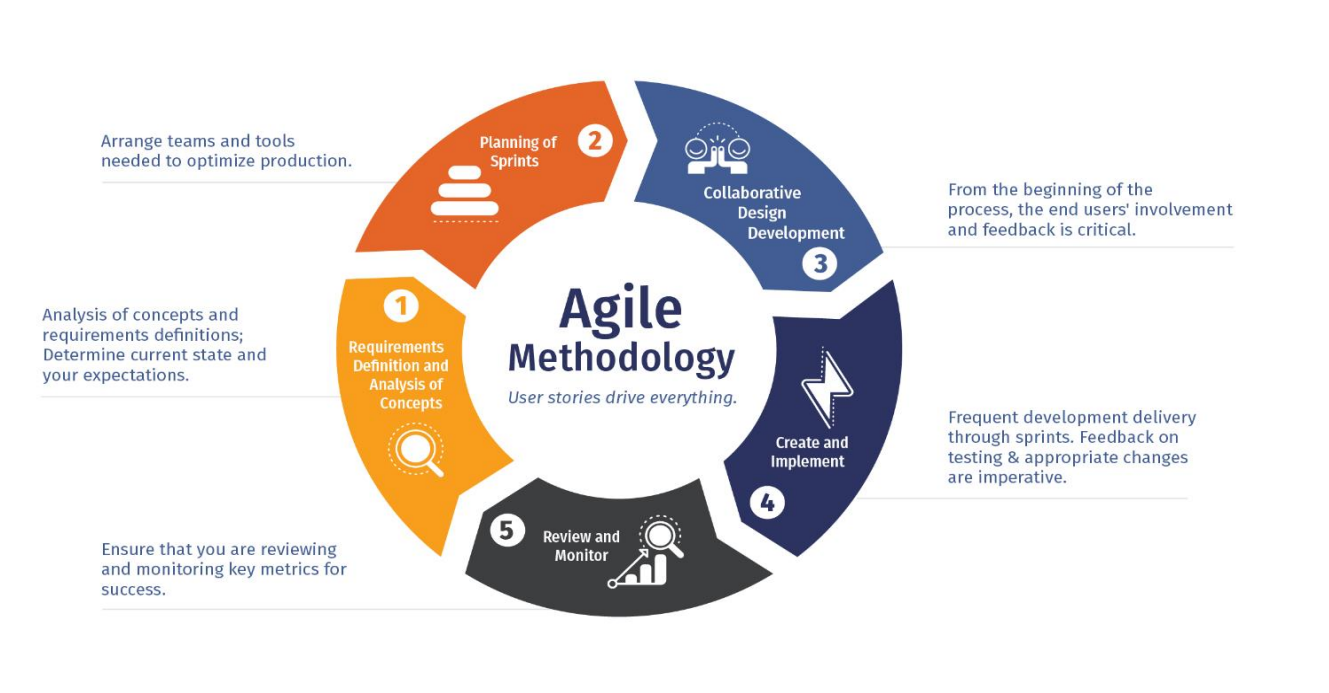 Agile
Methodology
User stories drive everything.
1
Requirements
Definition and
Analysis of
Concepts
Analysis of concepts and
requirements definitions;
Determine current state and
your expectations.
2
Planning of
Sprints
Arrange teams and tools
needed to optimize production.
Collaborative
Design
Development
3
From the beginning of the
process, the end users' involvement
and feedback is critical.
Create and
Implement
4
Frequent development delivery
through sprints. Feedback on
testing & appropriate changes
are imperative.
5
Review and
Monitor
Ensure that you are reviewing
and monitoring key metrics for
success.